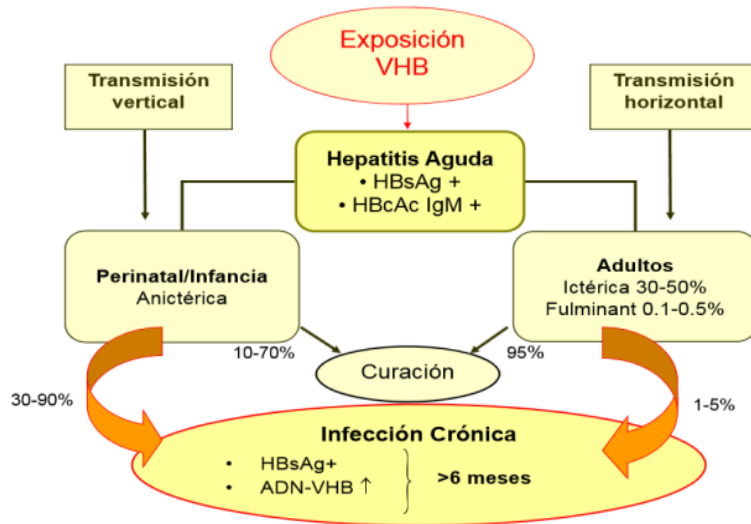 Exposición
VHB
Transmisión
vertical
Transmisión
horizontal
Hepatitis Aguda
• HBsAg +
• HBcAc IgM +
Perinatal/Infancia
Anictérica
Adultos
Ictérica 30-50%
Fulminant 0.1-0.5%
10-70%
95%
Curación
30-90%
1-5%
Infección Crónica
• HBsAg+
• ADN-VHB ↑
>6 meses